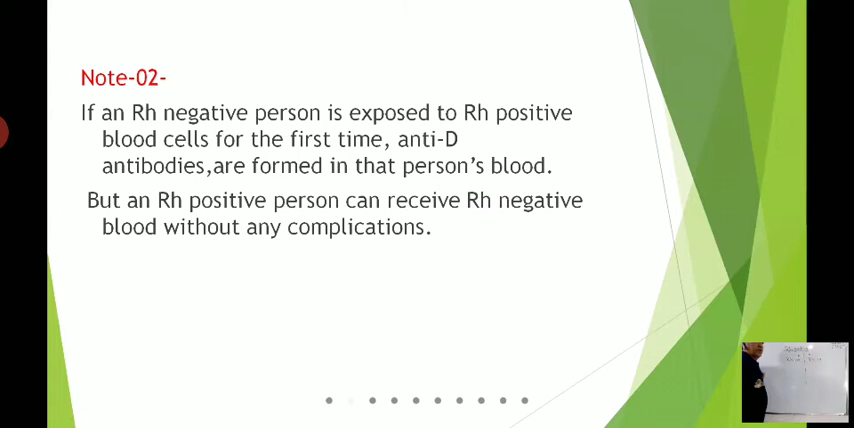 Note-02-
If an Rh negative person is exposed to Rh positive
blood cells for the first time, anti-D
antibodies,are formed in that person's blood.
But an Rh positive person can receive Rh negative
blood without any complications.